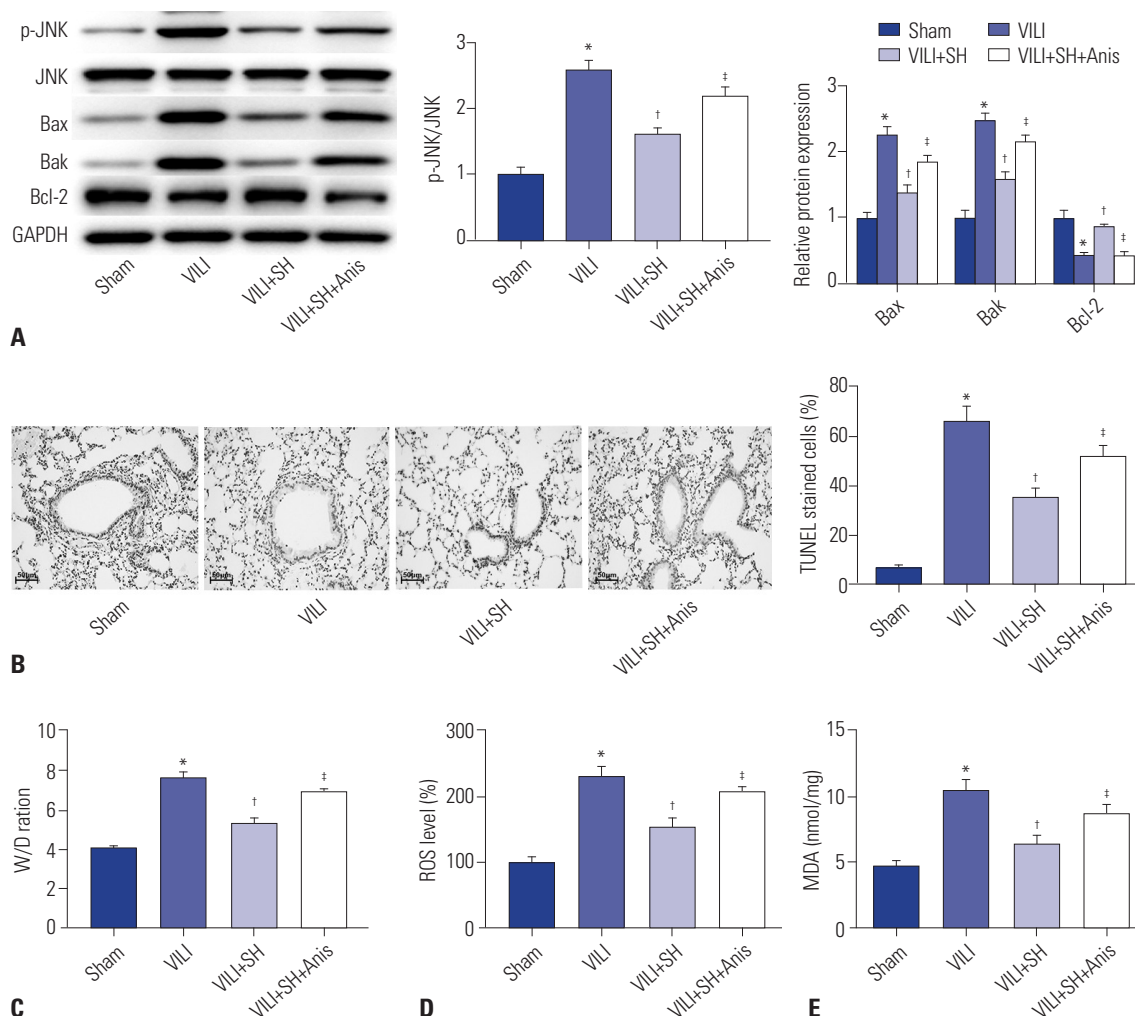 p-JNK
JNK
Bax
Bak
Bcl-2
GAPDH
Sham
VILI
VILI+SH
VILI+SH+Anis
p-JNK/JNK
3
2
1
0
*
†
‡
Sham
VILI
VILI+SH
VILI+SH+Anis
Sham VILI
VILI+SH VILI+SH+Anis
Relative protein expression
3
2
1
0
* † ‡
* † ‡
* † ‡
Bax
Bak
Bcl-2
A
50μm
50μm
50μm
50μm
Sham
VILI
VILI+SH
VILI+SH+Anis
TUNEL stained cells (%)
80
60
40
20
0
*
†
‡
Sham
VILI
VILI+SH
VILI+SH+Anis
B
W/D ration
10
8
6
4
2
0
*
†
‡
Sham
VILI
VILI+SH
VILI+SH+Anis
C
ROS level (%)
300
200
100
0
*
†
‡
Sham
VILI
VILI+SH
VILI+SH+Anis
D
MDA (nmol/mg)
15
10
5
0
*
†
‡
Sham
VILI
VILI+SH
VILI+SH+Anis
E